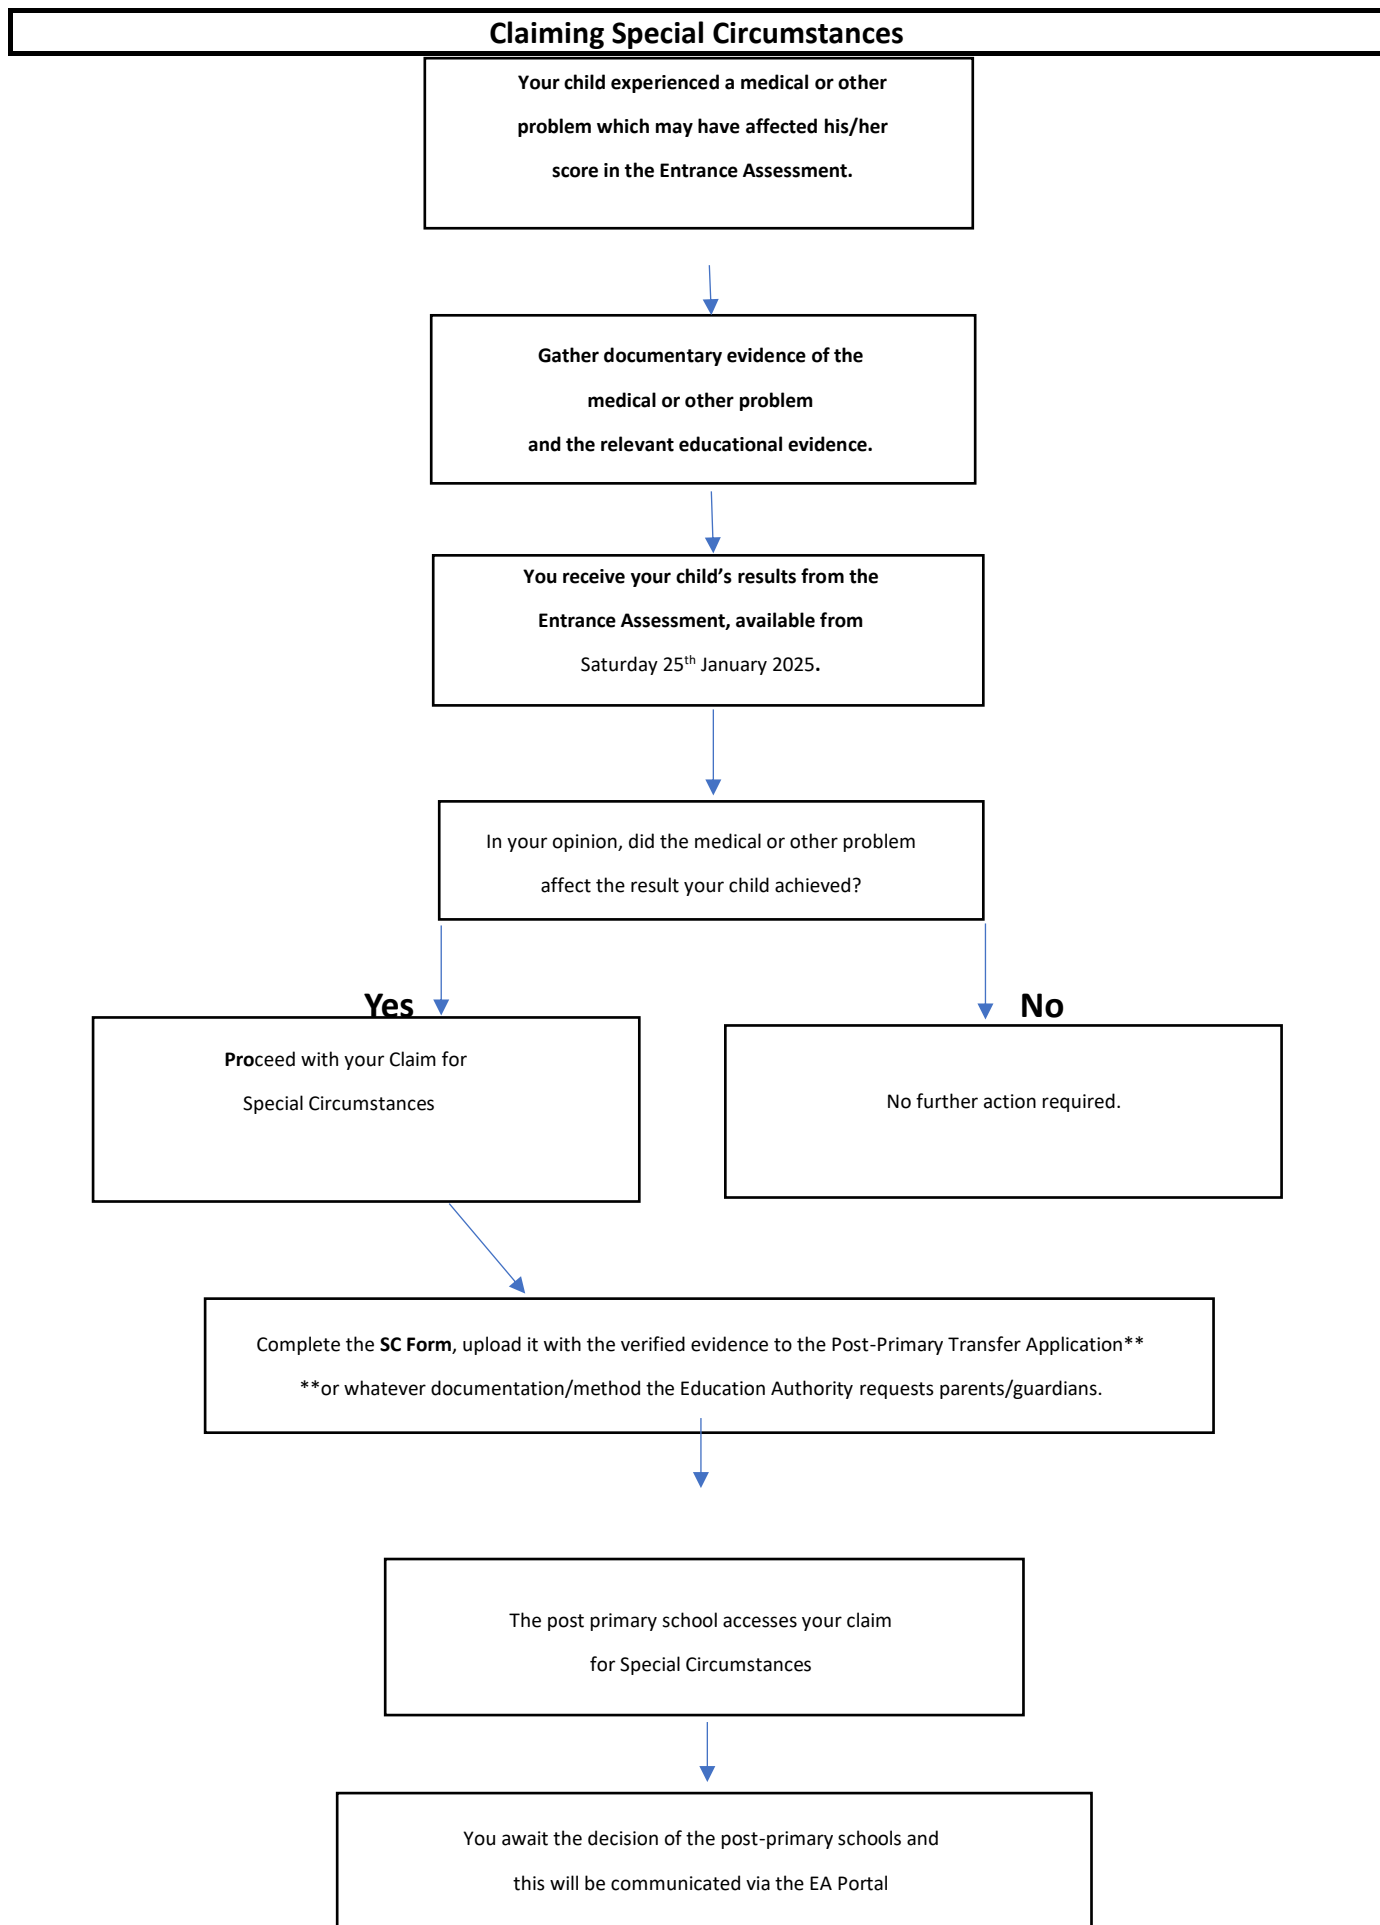 Claiming Special Circumstances
Your child experienced a medical or other
problem which may have affected his/her
score in the Entrance Assessment.
Gather documentary evidence of the
medical or other problem
and the relevant educational evidence.
You receive your child’s results from the
Entrance Assessment, available from
Saturday 25th January 2025.
In your opinion, did the medical or other problem
affect the result your child achieved?
Yes
No
Proceed with your Claim for
Special Circumstances
No further action required.
Complete the SC Form, upload it with the verified evidence to the Post-Primary Transfer Application**
**or whatever documentation/method the Education Authority requests parents/guardians.
The post primary school accesses your claim
for Special Circumstances
You await the decision of the post-primary schools and
this will be communicated via the EA Portal